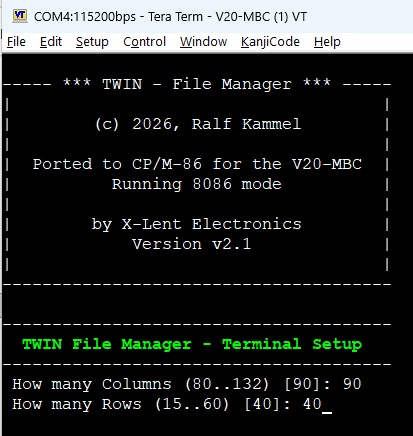 COM4:115200bps - Tera Term - V20-MBC (1) VT
File Edit Setup Control Window KanjiCode Help
----- *** TWIN - File Manager *** -----
(c) 2026, Ralf Kammel
Ported to CP/M-86 for the V20-MBC
Running 8086 mode
by X-Lent Electronics
Version v2.1
TWIN File Manager - Terminal Setup
How many Columns (80..132) [90]: 90
How many Rows (15..60) [40]: 40_